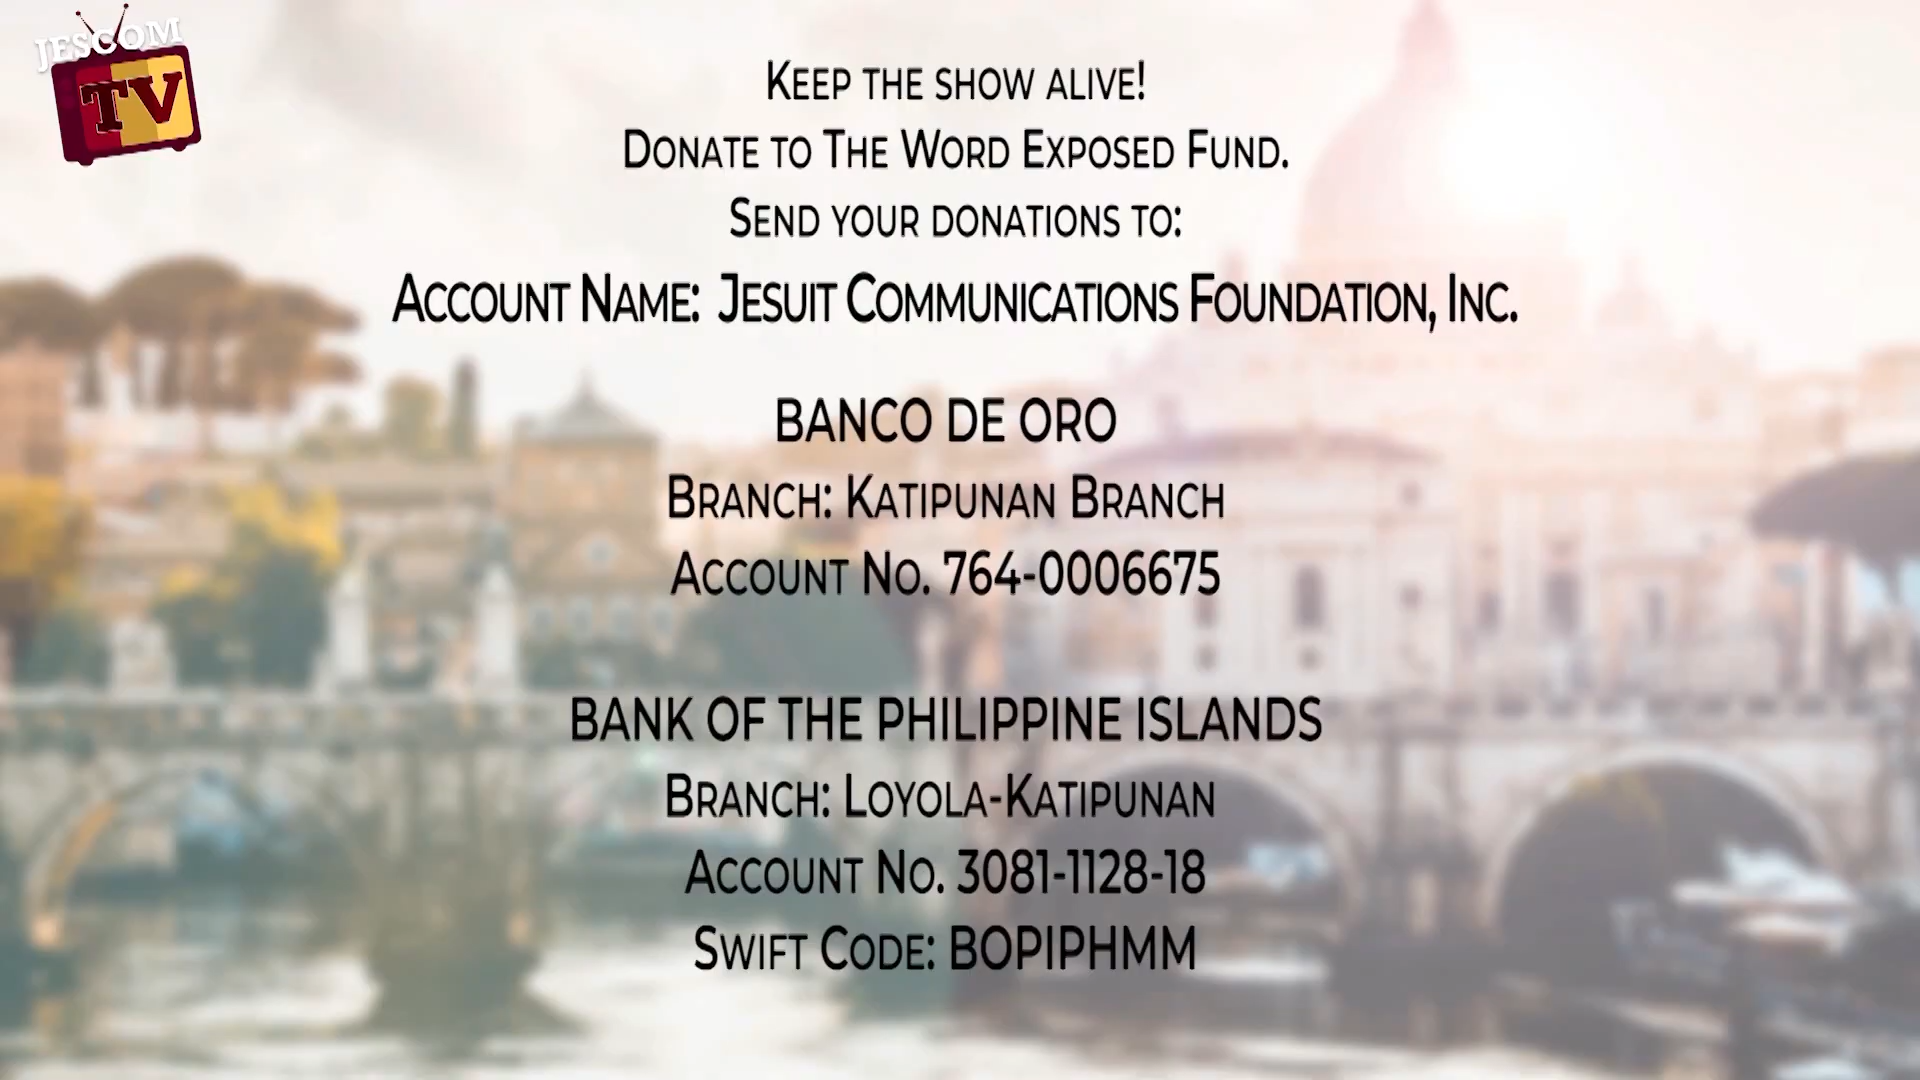 JESCOM
TV
Keep the show alive!
Donate to The Word Exposed Fund.
Send your donations to:
Account Name: Jesuit Communications Foundation, Inc.
BANCO DE ORO
Branch: Katipunan Branch
Account No. 764-0006675
BANK OF THE PHILIPPINE ISLANDS
Branch: Loyola-Katipunan
Account No. 3081-1128-18
Swift Code: BOPIPHMM